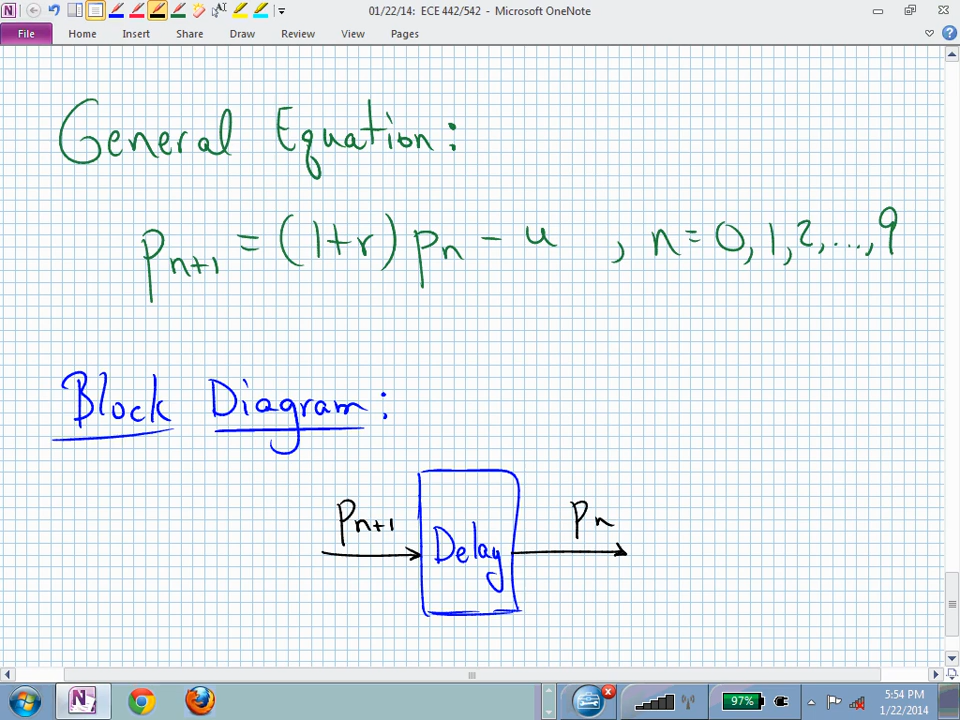 01/22/14: ECE 442/542 - Microsoft OneNote
File Home Insert Share Draw Review View Pages
General Equation:
pn+1 = (1+r) pn - u , n = 0, 1, 2, ..., 9
Block Diagram:
pn+1 Delay pn
97% 5:54 PM
1/22/2014